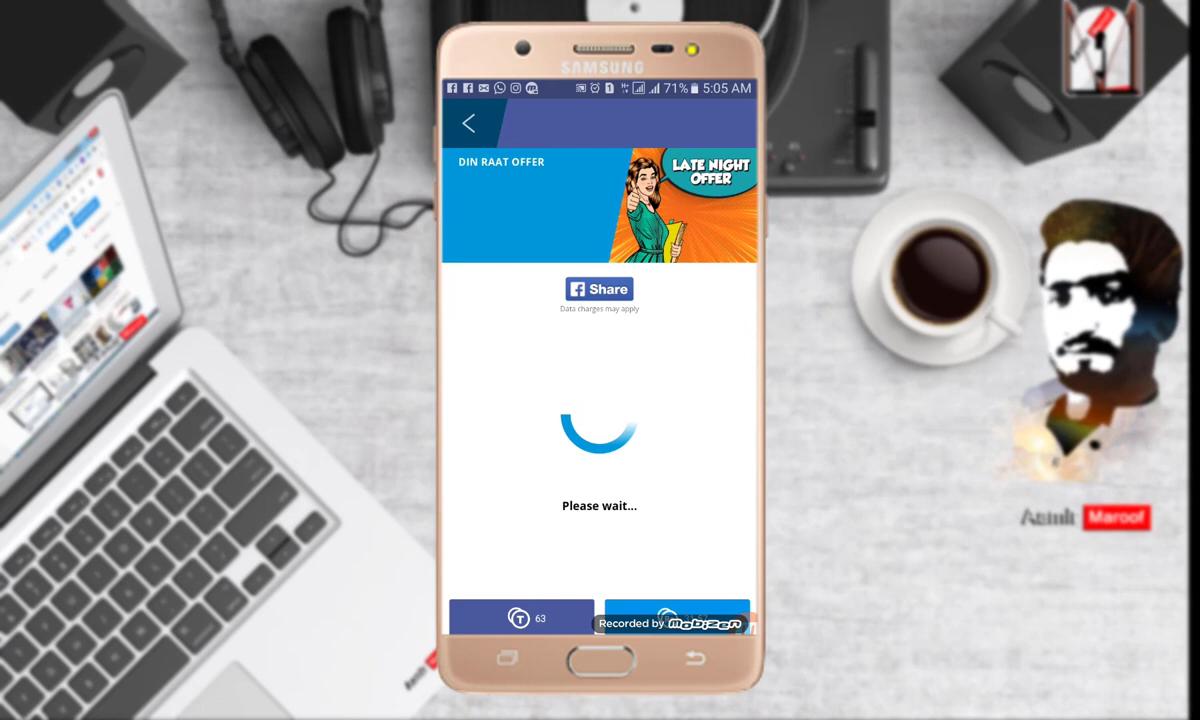 SAMSUNG
71% 5:05 AM
DIN RAAT OFFER
LATE NIGHT
OFFER
Share
Data charges may apply
Please wait...
T 63
Recorded by mobizen
Maroof